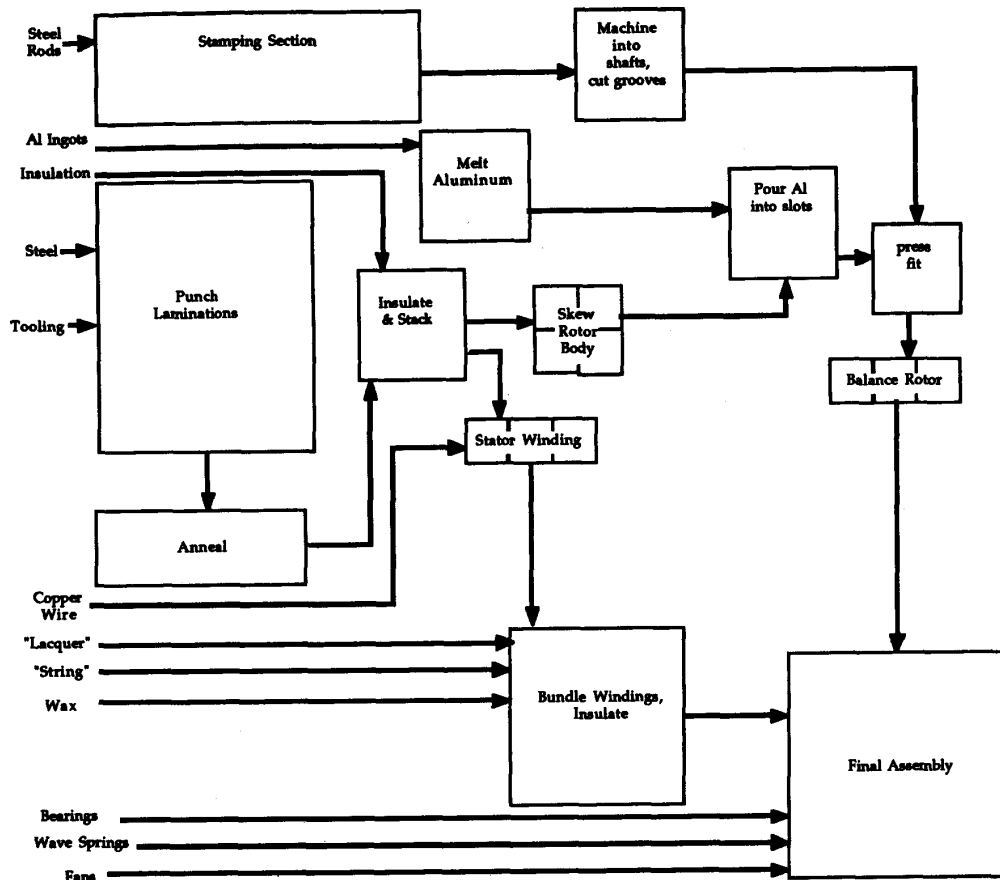 Steel
Rods
Stamping Section
Machine
into
shafts,
cut grooves
Al Ingots
Melt
Aluminum
Insulation
Pour Al
into slots
Steel
press
fit
Punch
Laminations
Insulate
& Stack
Skew
Rotor
Body
Tooling
Balance Rotor
Stator Winding
Anneal
Copper
Wire
"Lacquer"
"String"
Wax
Bundle Windings,
Insulate
Final Assembly
Bearings
Wave Springs
Fans